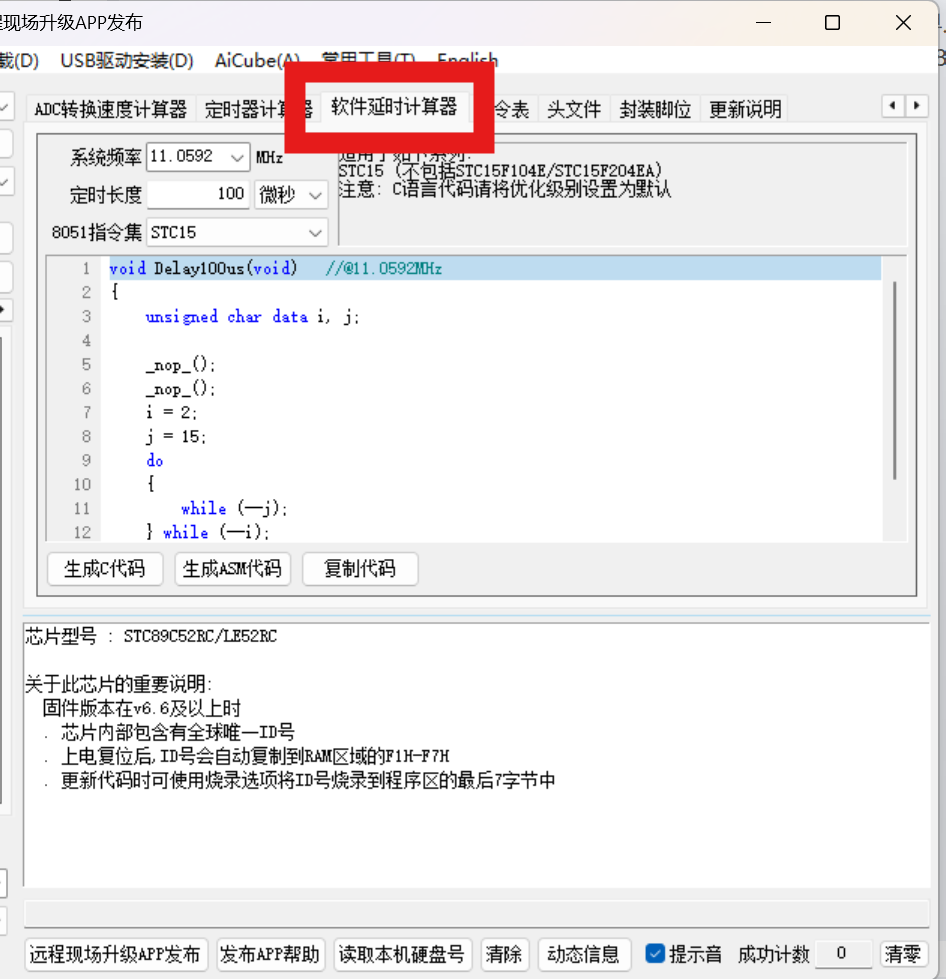 程现场升级APP发布
载(D) USB驱动安装(D) AiCube(A) 常用工具(T) English
ADC转换速度计算器 定时器计算器 软件延时计算器 令表 头文件 封装脚位 更新说明
系统频率 11.0592 MHz
适用于如下系列:
STC15 (不包括STC15F104E/STC15F204EA)
定时长度 100 微秒
注意: C语言代码请将优化级别设置为默认
8051指令集 STC15
1 void Delay100us(void) //@11.0592MHz
2 {
3 unsigned char data i, j;
4
5 _nop_();
6 _nop_();
7 i = 2;
8 j = 15;
9 do
10 {
11 while (--j);
12 } while (--i);
生成C代码 生成ASM代码 复制代码
芯片型号 : STC89C52RC/LE52RC
关于此芯片的重要说明:
固件版本在v6.6及以上时
. 芯片内部包含有全球唯一ID号
. 上电复位后,ID号会自动复制到RAM区域的F1H-F7H
. 更新代码时可使用烧录选项将ID号烧录到程序区的最后7字节中
远程现场升级APP发布 发布APP帮助 读取本机硬盘号 清除 动态信息 提示音 成功计数 0 清零